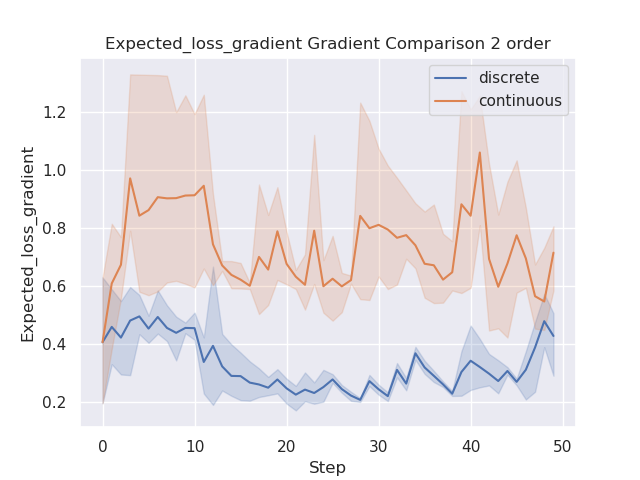 Expected_loss_gradient Gradient Comparison 2 order
discrete
continuous
Expected_loss_gradient
1.2
1.0
0.8
0.6
0.4
0.2
0 10 20 30 40 50
Step